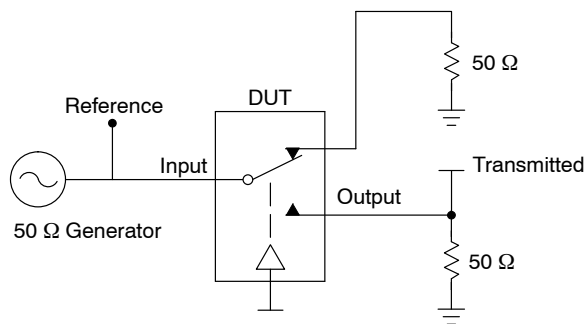 50 Ω
DUT
Reference
Transmitted
Input
Output
50 Ω Generator
50 Ω